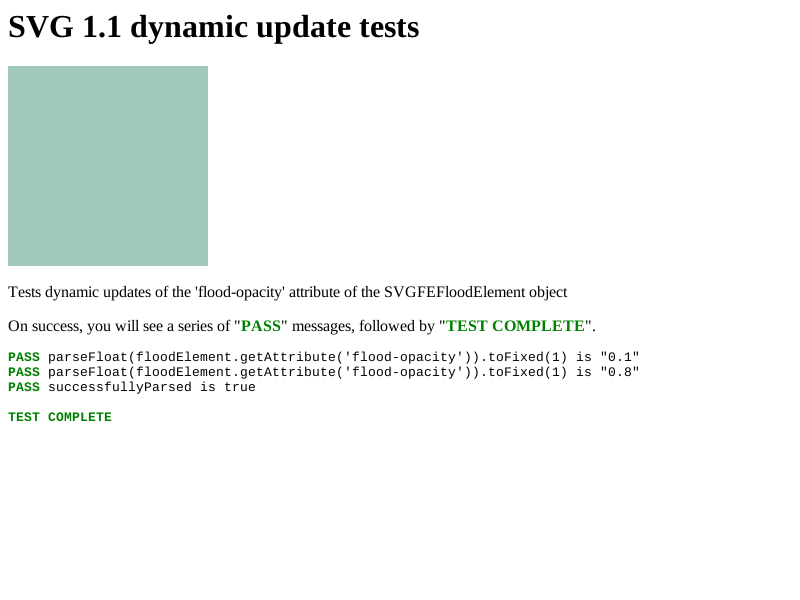 SVG 1.1 dynamic update tests
Tests dynamic updates of the 'flood-opacity' attribute of the SVGFEFloodElement object
On success, you will see a series of "PASS" messages, followed by "TEST COMPLETE".
PASS parseFloat(floodElement.getAttribute('flood-opacity')).toFixed(1) is "0.1"
PASS parseFloat(floodElement.getAttribute('flood-opacity')).toFixed(1) is "0.8"
PASS successfullyParsed is true
TEST COMPLETE